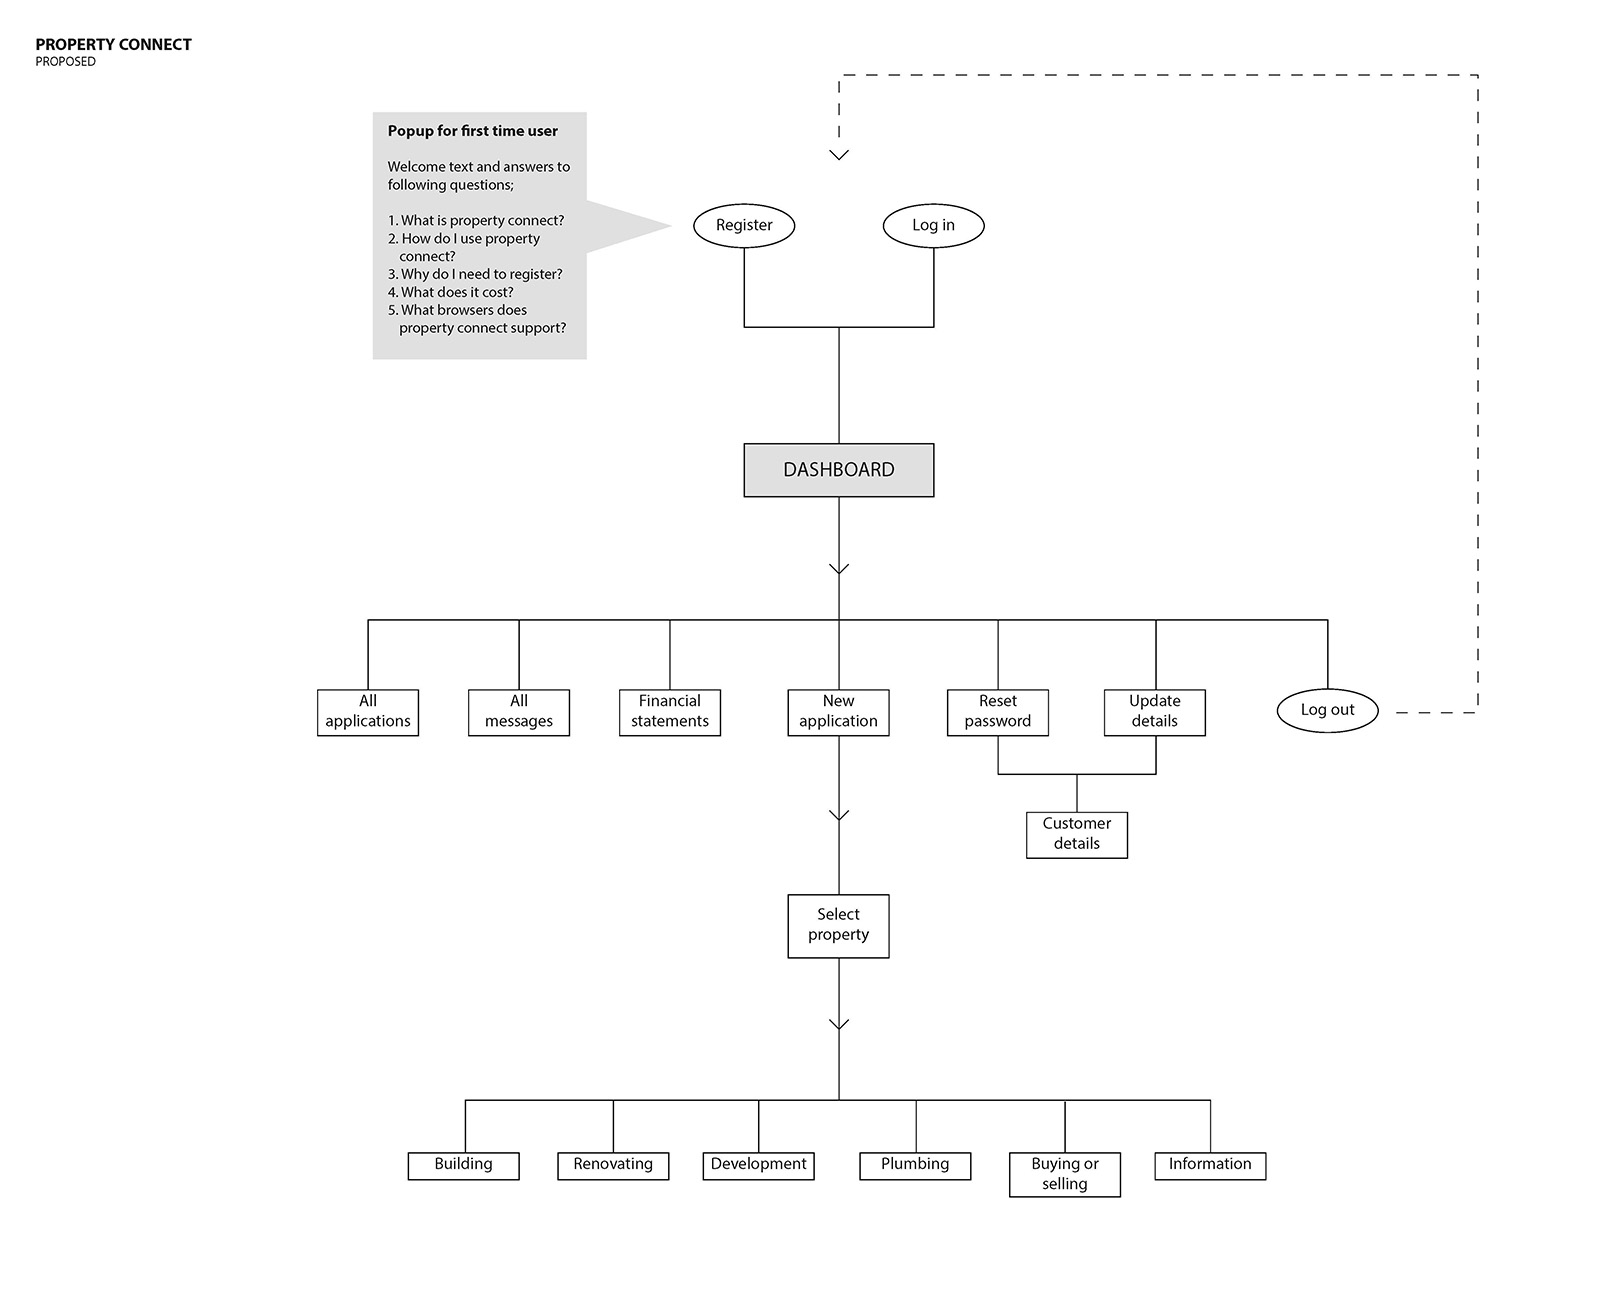 PROPERTY CONNECT
PROPOSED
Popup for first time user
Welcome text and answers to
following questions;
1. What is property connect?
2. How do I use property
connect?
3. Why do I need to register?
4. What does it cost?
5. What browsers does
property connect support?
Register
Log in
DASHBOARD
All
applications
All
messages
Financial
statements
New
application
Reset
password
Update
details
Log out
Customer
details
Select
property
Building
Renovating
Development
Plumbing
Buying or
selling
Information